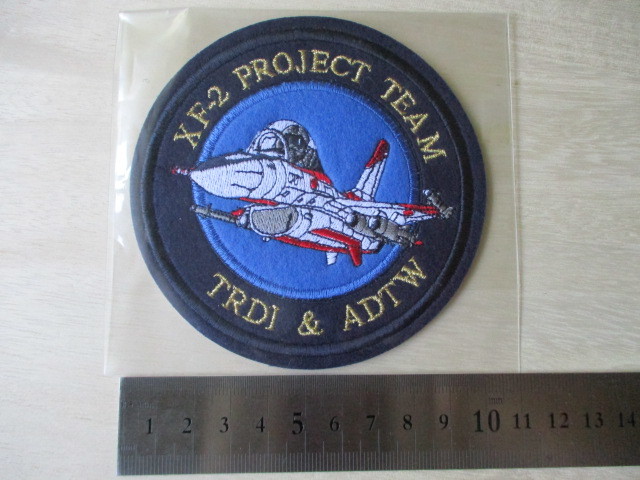 XF-2 PROJECT TEAM
TRDI & ADTW
1 2 3 4 5 6 7 8 9 10 11 12 13 14